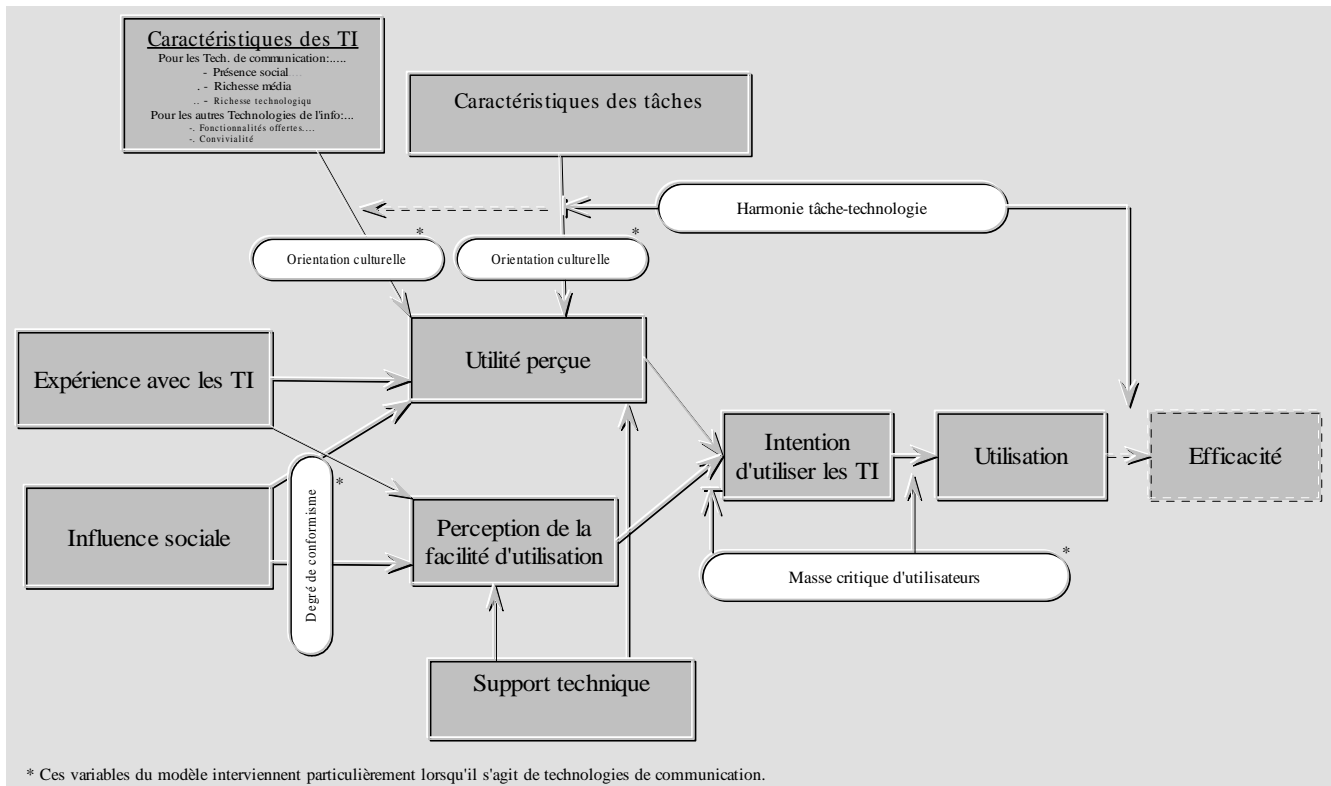 Caractéristiques des TI
Pour les Tech. de communication:.....
- Présence social....
. - Richesse média
.. - Richesse technologiqu
Pour les autres Technologies de l'info:...
-. Fonctionnalités offertes....
-. Convivialité
Caractéristiques des tâches
Harmonie tâche-technologie
*
Orientation culturelle
*
Orientation culturelle
Utilité perçue
Expérience avec les TI
Intention
d'utiliser les TI
Utilisation
Efficacité
*
Degré de conformisme
Influence sociale
Perception de la
facilité d'utilisation
*
Masse critique d'utilisateurs
Support technique
* Ces variables du modèle interviennent particulièrement lorsqu'il s'agit de technologies de communication.